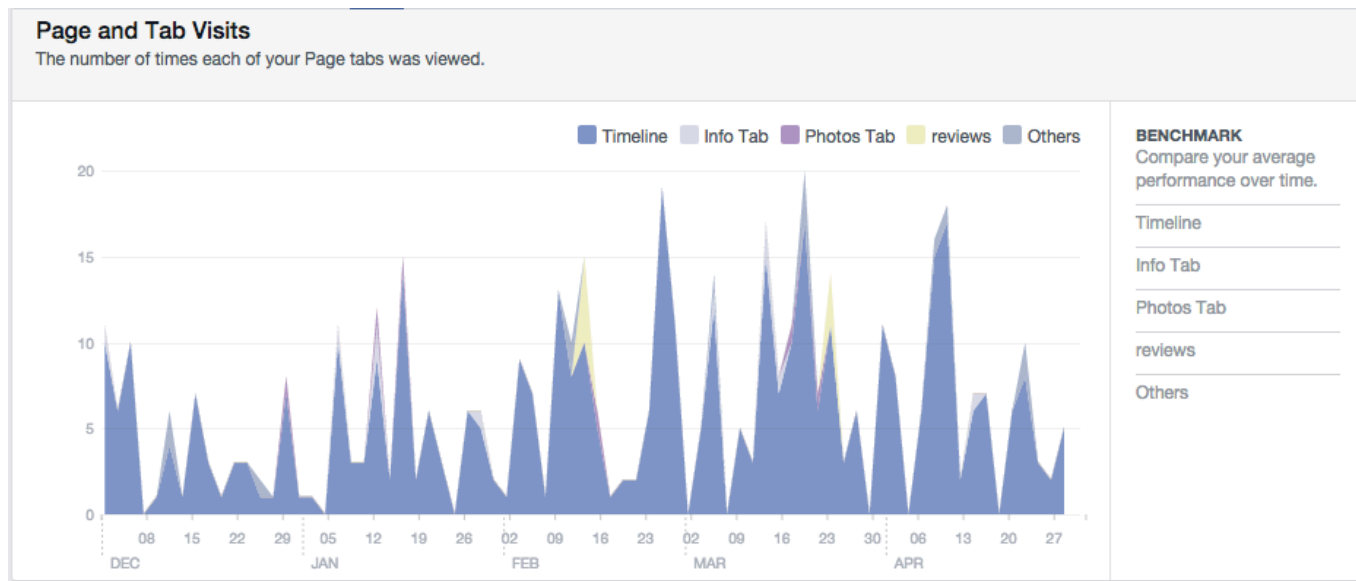 Page and Tab Visits
The number of times each of your Page tabs was viewed.
Timeline Info Tab Photos Tab reviews Others
20
15
10
5
0
08 15 22 29 05 12 19 26 02 09 16 23 02 09 16 23 30 06 13 20 27
DEC JAN FEB MAR APR
BENCHMARK
Compare your average
performance over time.
Timeline
Info Tab
Photos Tab
reviews
Others